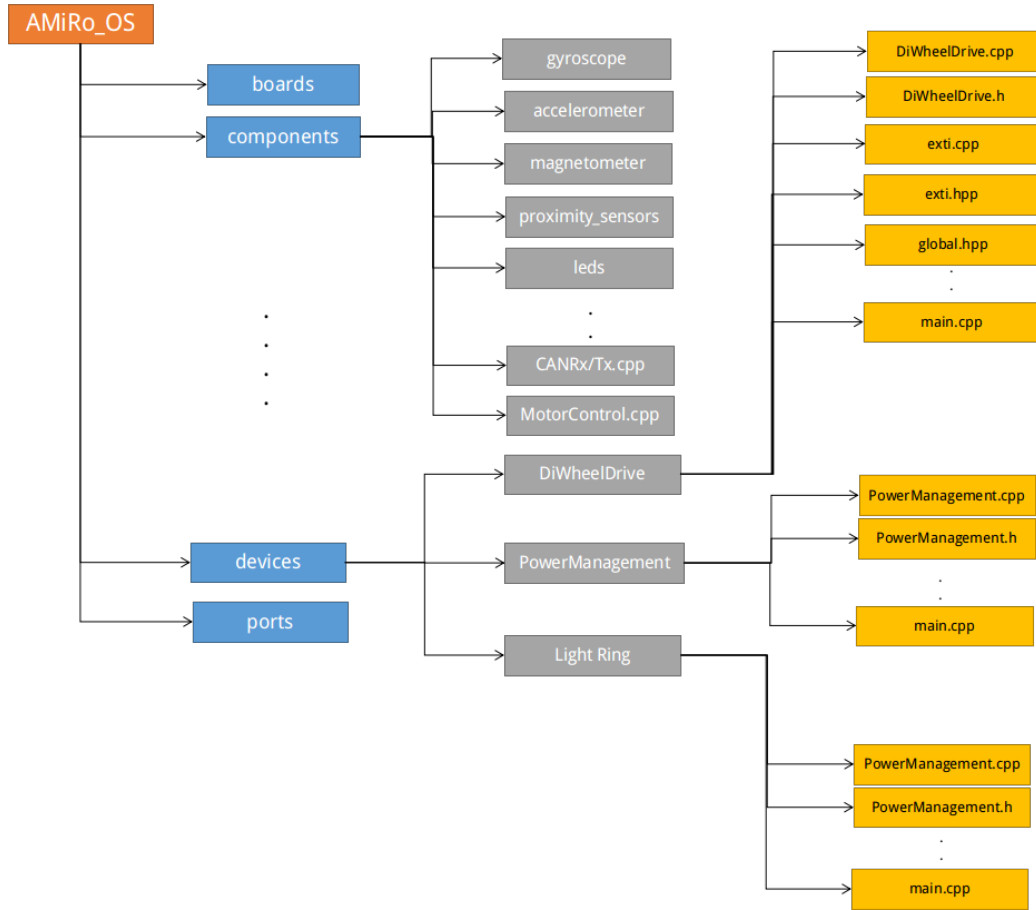 AMiRo_OS
boards
components
devices
ports
gyroscope
accelerometer
magnetometer
proximity_sensors
leds
CANRx/Tx.cpp
MotorControl.cpp
DiWheelDrive
PowerManagement
Light Ring
DiWheelDrive.cpp
DiWheelDrive.h
exti.cpp
exti.hpp
global.hpp
main.cpp
PowerManagement.cpp
PowerManagement.h
main.cpp
PowerManagement.cpp
PowerManagement.h
main.cpp